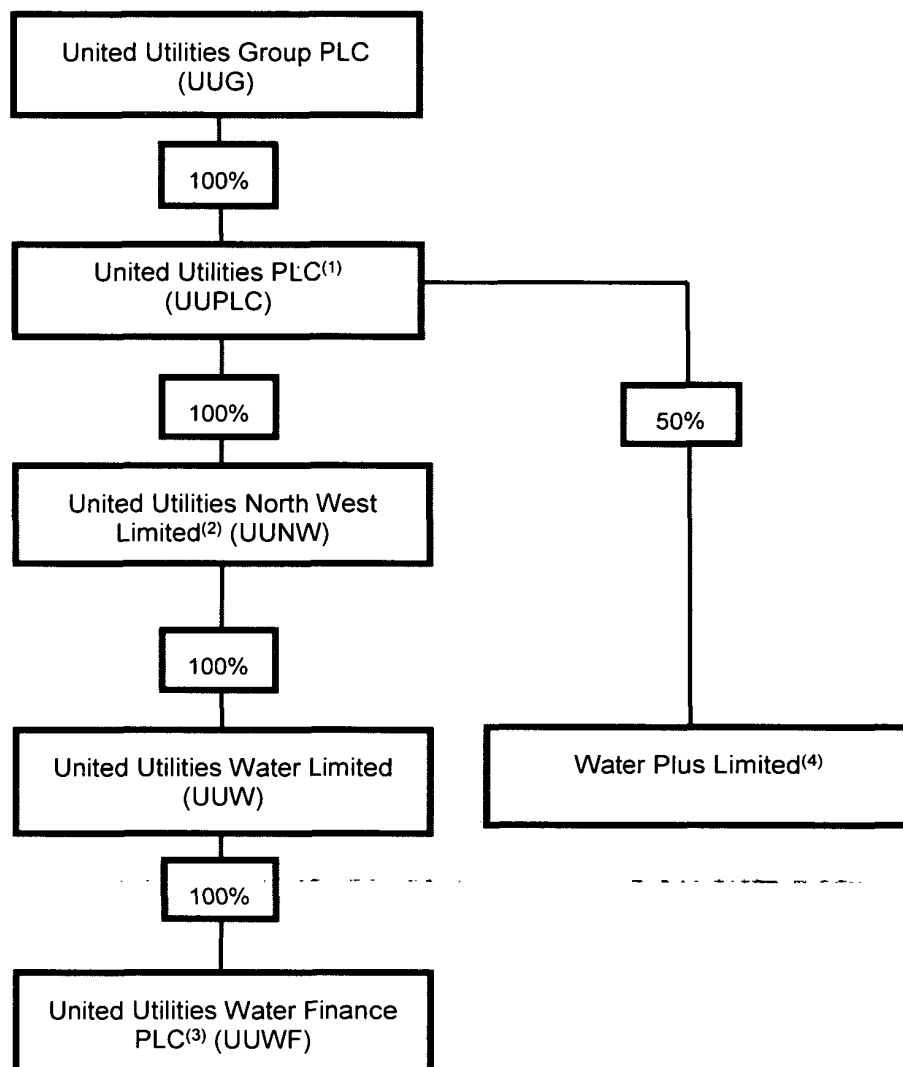 United Utilities Group PLC
(UUG)
100%
United Utilities PLC(1)
(UUPLC)
100%
50%
United Utilities North West
Limited(2) (UUNW)
100%
United Utilities Water Limited
(UUW)
Water Plus Limited(4)
100%
United Utilities Water Finance
PLC(3) (UUWF)